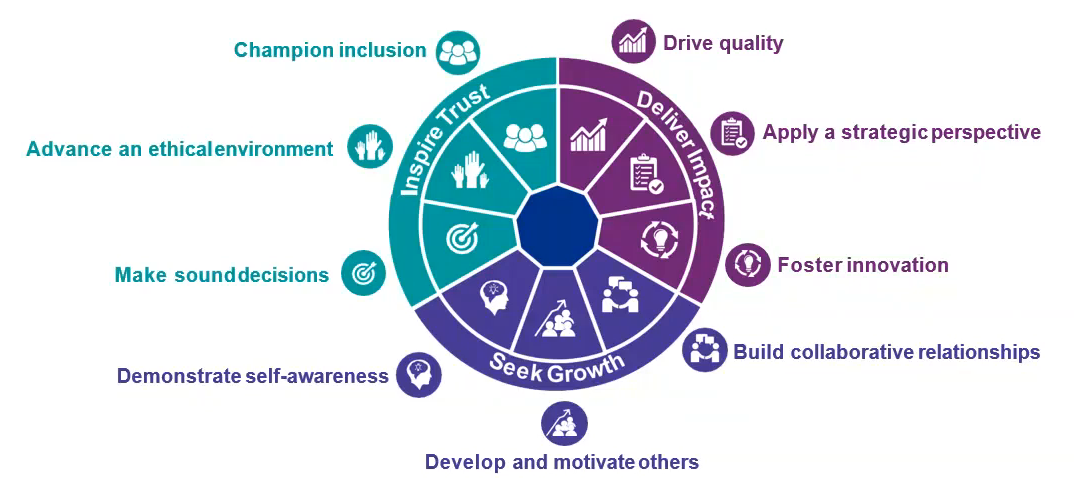 Champion inclusion
Drive quality
Advance an ethical environment
Apply a strategic perspective
Make sound decisions
Foster innovation
Demonstrate self-awareness
Build collaborative relationships
Develop and motivate others
Inspire Trust
Deliver Impact
Seek Growth